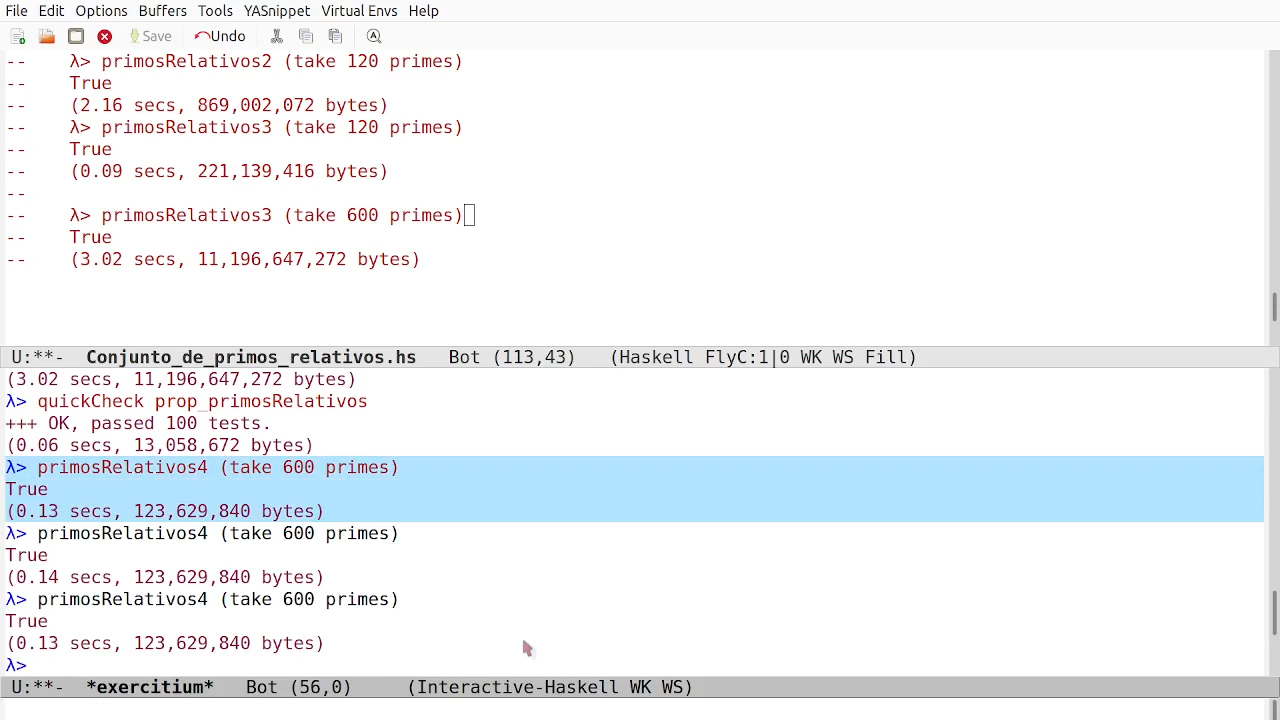 File Edit Options Buffers Tools YASnippet Virtual Envs Help
Save Undo
--    λ> primosRelativos2 (take 120 primes)
--    True
--    (2.16 secs, 869,002,072 bytes)
--    λ> primosRelativos3 (take 120 primes)
--    True
--    (0.09 secs, 221,139,416 bytes)
--
--    λ> primosRelativos3 (take 600 primes)
--    True
--    (3.02 secs, 11,196,647,272 bytes)
U:**-  Conjunto_de_primos_relativos.hs   Bot (113,43)   (Haskell FlyC:1|0 WK WS Fill)
(3.02 secs, 11,196,647,272 bytes)
λ> quickCheck prop_primosRelativos
+++ OK, passed 100 tests.
(0.06 secs, 13,058,672 bytes)
λ> primosRelativos4 (take 600 primes)
True
(0.13 secs, 123,629,840 bytes)
λ> primosRelativos4 (take 600 primes)
True
(0.14 secs, 123,629,840 bytes)
λ> primosRelativos4 (take 600 primes)
True
(0.13 secs, 123,629,840 bytes)
λ>
U:**-  *exercitium*   Bot (56,0)     (Interactive-Haskell WK WS)